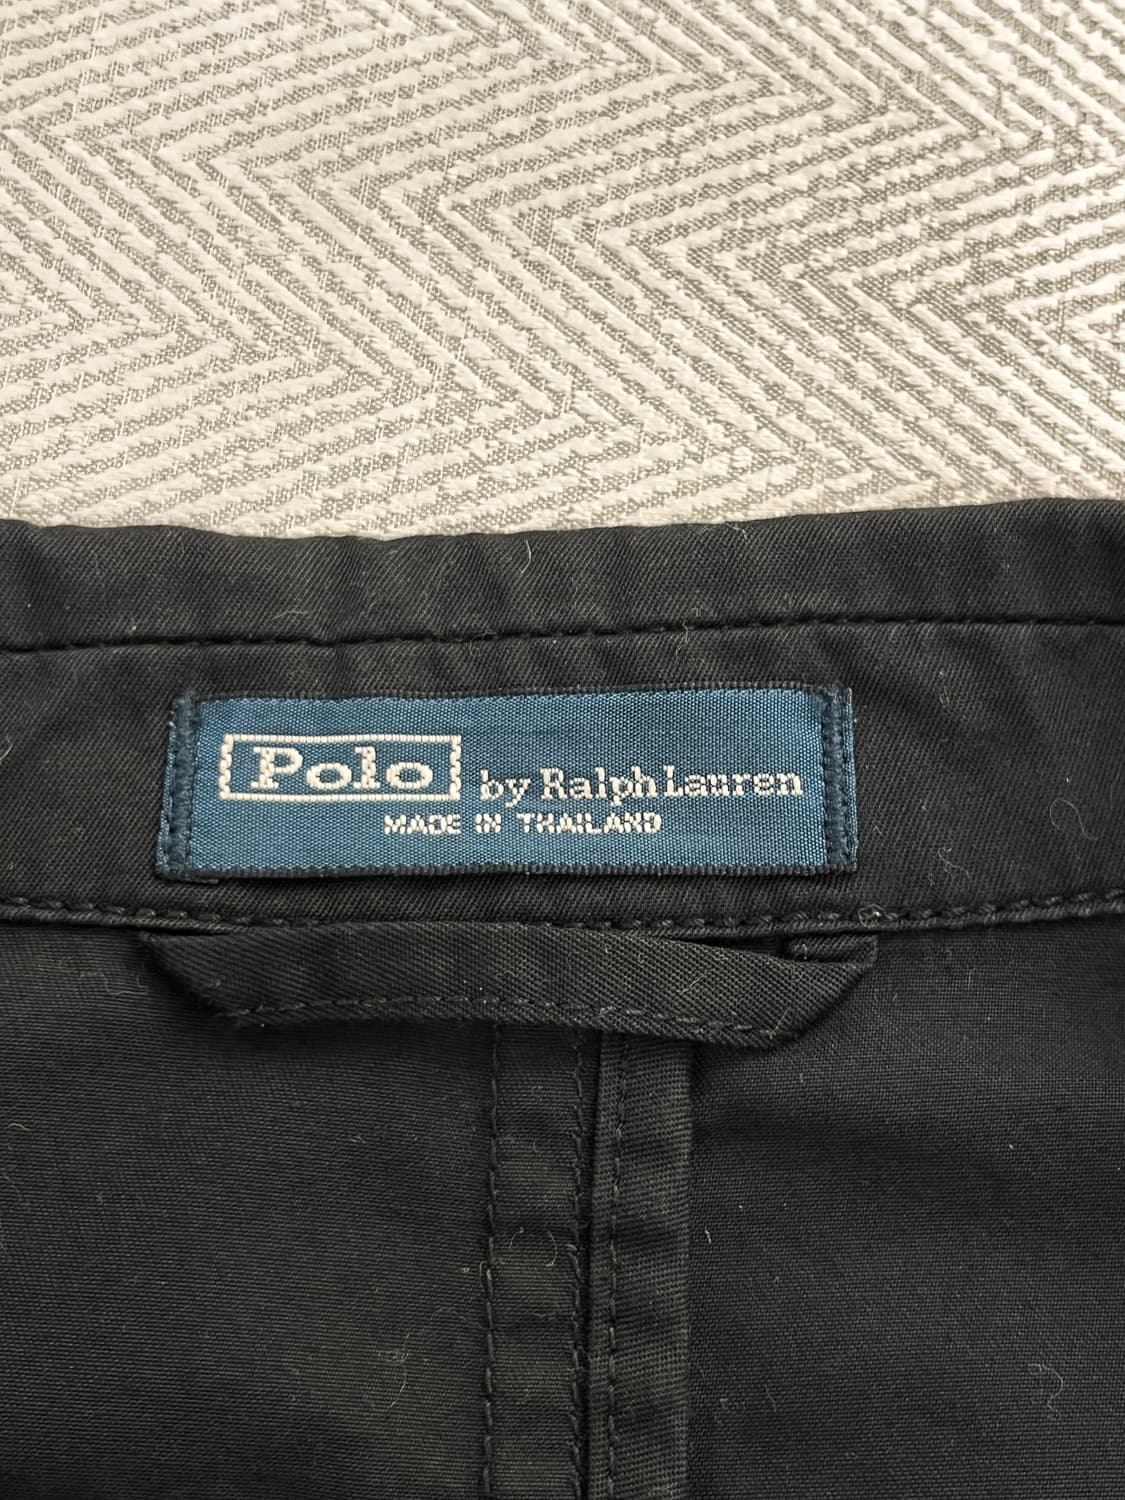 Polo by Ralph Lauren
MADE IN THAILAND